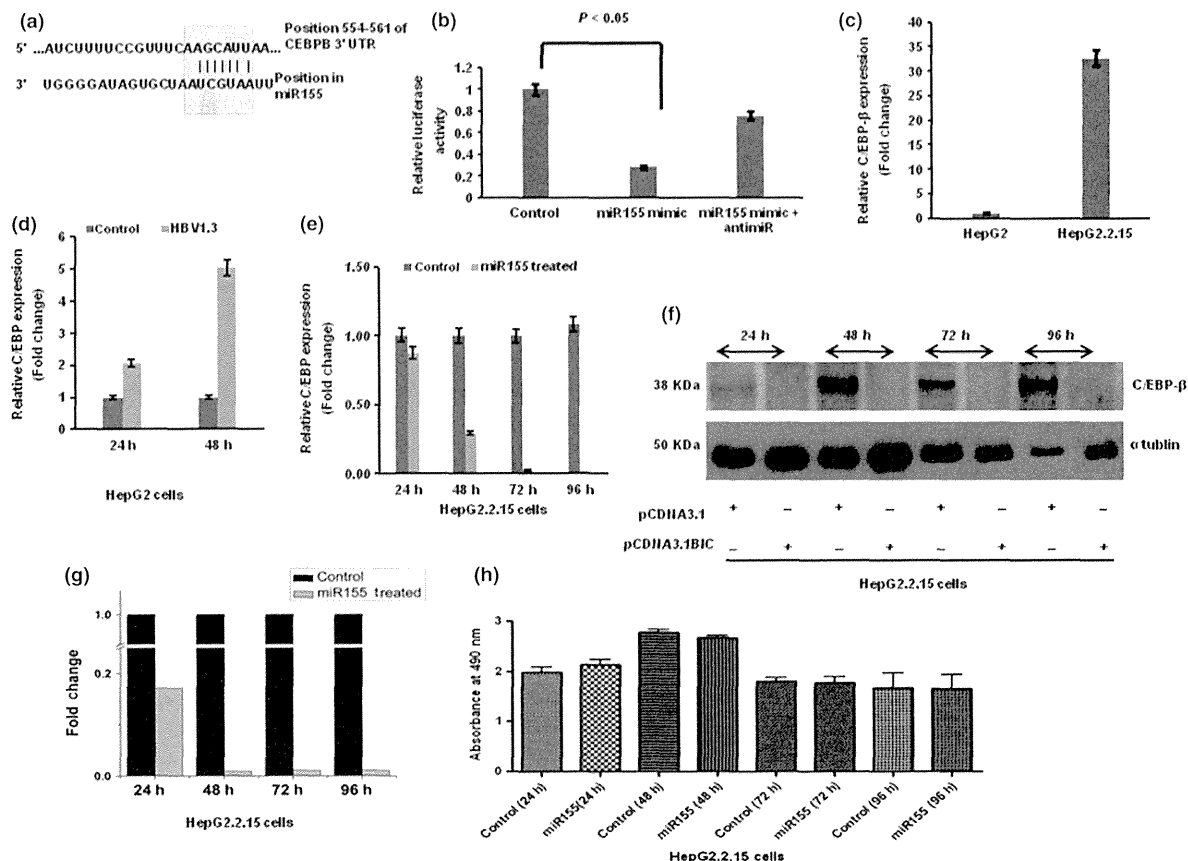 (a)
Position 554-561 of
5' ...AUCUUUUCCGUUUCAAGCAUUAA... CEBPB 3' UTR
3' UGGGGAUAGUGCUAAUCGUAAUU Position in
miR155
(b)
P < 0.05
Relative luciferase
activity
1.2
1
0.8
0.6
0.4
0.2
0
Control
miR155 mimic
miR155 mimic +
antimiR
(c)
Relative C/EBP-β expression
(Fold change)
40
35
30
25
20
15
10
5
0
HepG2
HepG2.2.15
(d)
Control
HBV1.3
Relative C/EBP expression
(Fold change)
6
5
4
3
2
1
0
24 h
48 h
HepG2 cells
(e)
Control
miR155 treated
Relative C/EBP expression
(Fold change)
1.50
1.00
0.50
0.00
24 h
48 h
72 h
96 h
HepG2.2.15 cells
(f)
24 h
48 h
72 h
96 h
38 KDa
C/EBP-β
50 KDa
α tublin
pCDNA3.1 + − + − + − + −
pCDNA3.1BIC − + − + − + − +
HepG2.2.15 cells
(g)
Control
miR155 treated
Fold change
1.0
0.2
0.0
24 h
48 h
72 h
96 h
HepG2.2.15 cells
(h)
Absorbance at 490 nm
3
2
1
0
Control (24 h)
miR155(24 h)
Control (48 h)
miR155 (48 h)
Control (72 h)
miR155 (72 h)
Control (96 h)
miR155 (96 h)
HepG2.2.15 cells